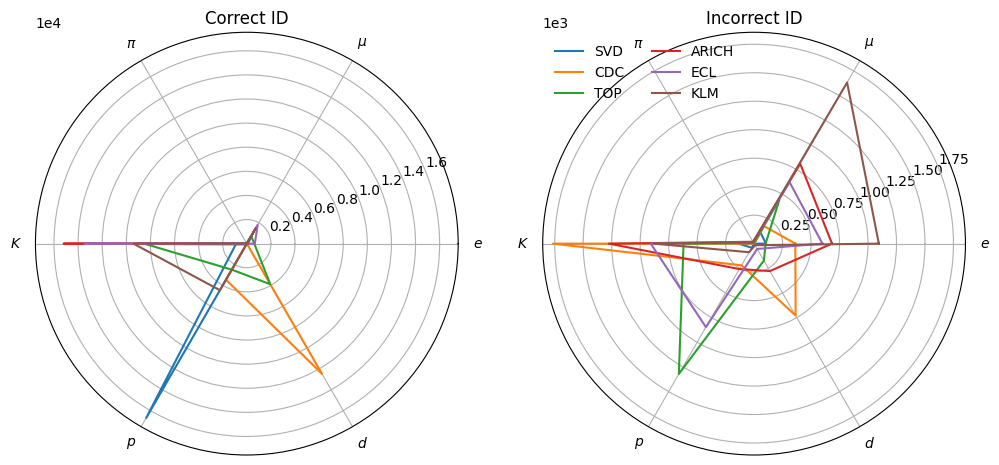 Correct ID
Incorrect ID
1e4
1e3
π
μ
π
μ
SVD
CDC
TOP
ARICH
ECL
KLM
0.2
0.4
0.6
0.8
1.0
1.2
1.4
1.6
0.25
0.50
0.75
1.00
1.25
1.50
1.75
K
e
K
e
p
d
p
d